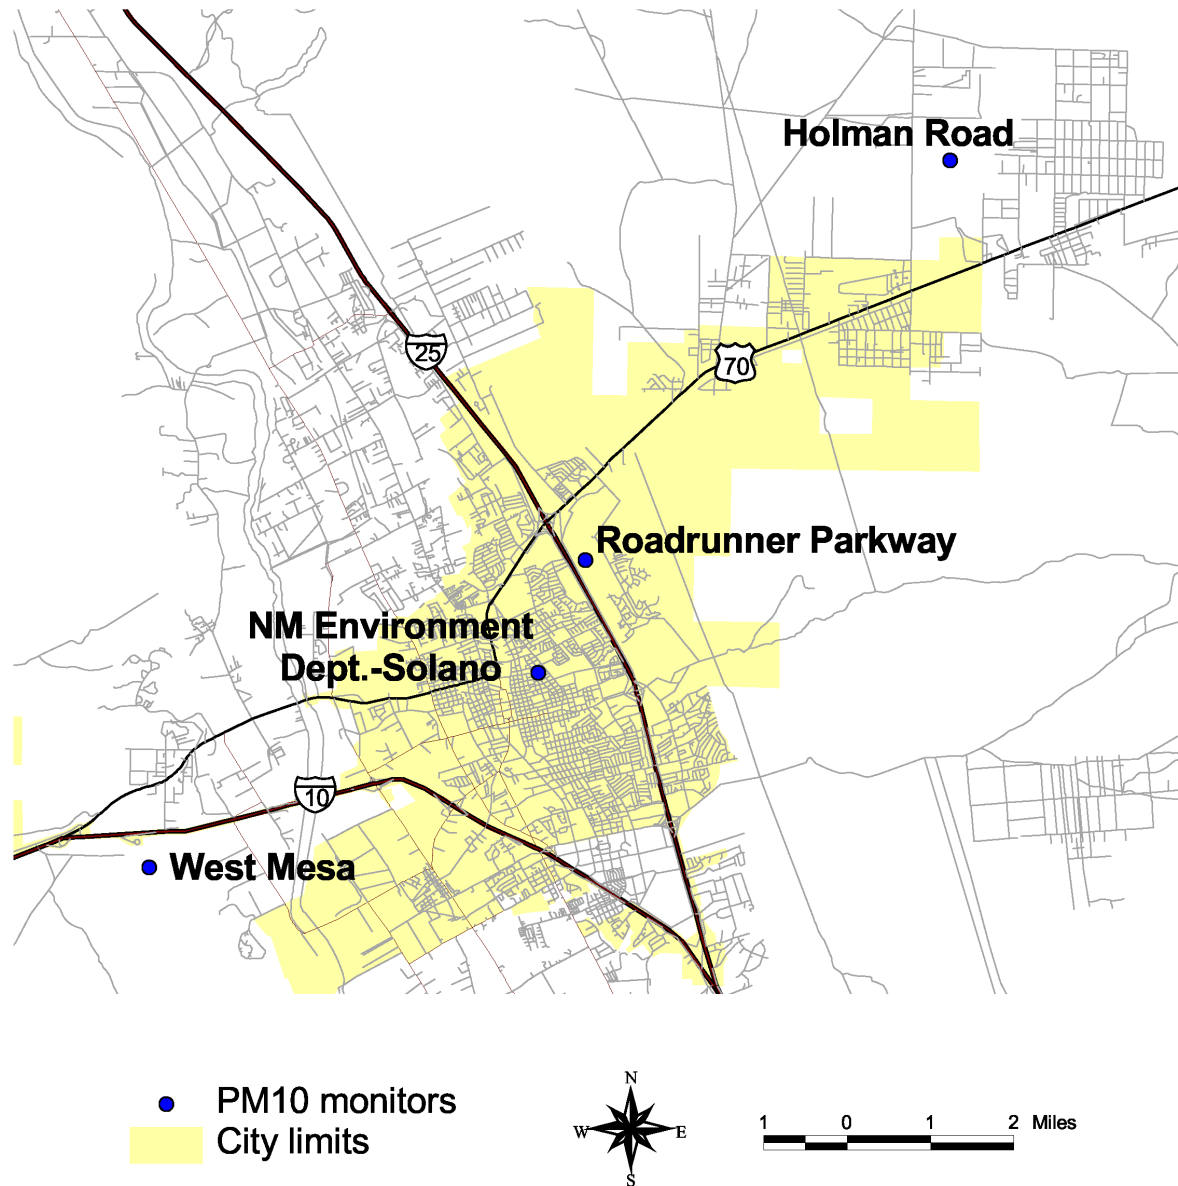 Holman Road
25
70
Roadrunner Parkway
NM Environment
Dept.-Solano
10
West Mesa
PM10 monitors
City limits
N
W E
S
1 0 1 2 Miles